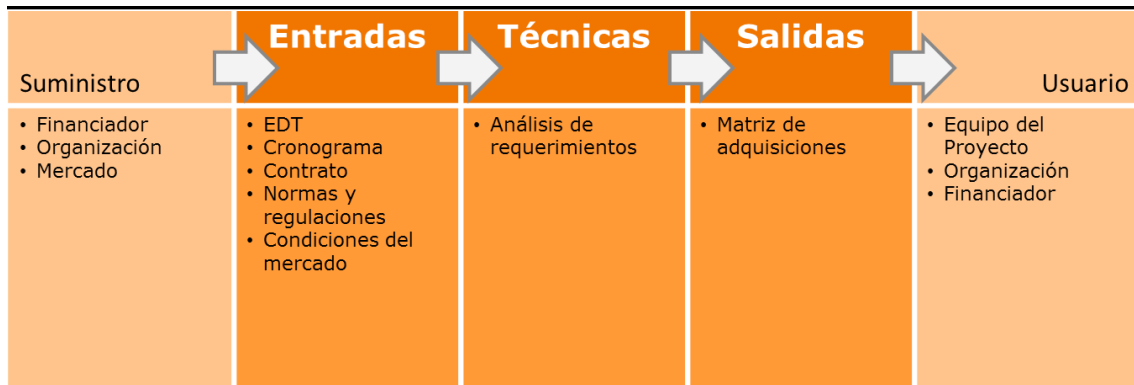 Suministro
Entradas
Técnicas
Salidas
Usuario
• Financiador
• Organización
• Mercado
• EDT
• Cronograma
• Contrato
• Normas y
regulaciones
• Condiciones del
mercado
• Análisis de
requerimientos
• Matriz de
adquisiciones
• Equipo del
Proyecto
• Organización
• Financiador